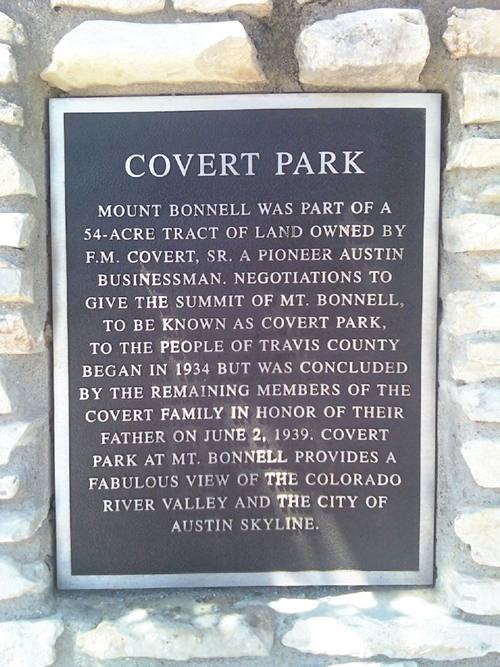 COVERT PARK
MOUNT BONNELL WAS PART OF A
54-ACRE TRACT OF LAND OWNED BY
F.M. COVERT, SR. A PIONEER AUSTIN
BUSINESSMAN. NEGOTIATIONS TO
GIVE THE SUMMIT OF MT. BONNELL,
TO BE KNOWN AS COVERT PARK,
TO THE PEOPLE OF TRAVIS COUNTY
BEGAN IN 1934 BUT WAS CONCLUDED
BY THE REMAINING MEMBERS OF THE
COVERT FAMILY IN HONOR OF THEIR
FATHER ON JUNE 2, 1939. COVERT
PARK AT MT. BONNELL PROVIDES A
FABULOUS VIEW OF THE COLORADO
RIVER VALLEY AND THE CITY OF
AUSTIN SKYLINE.